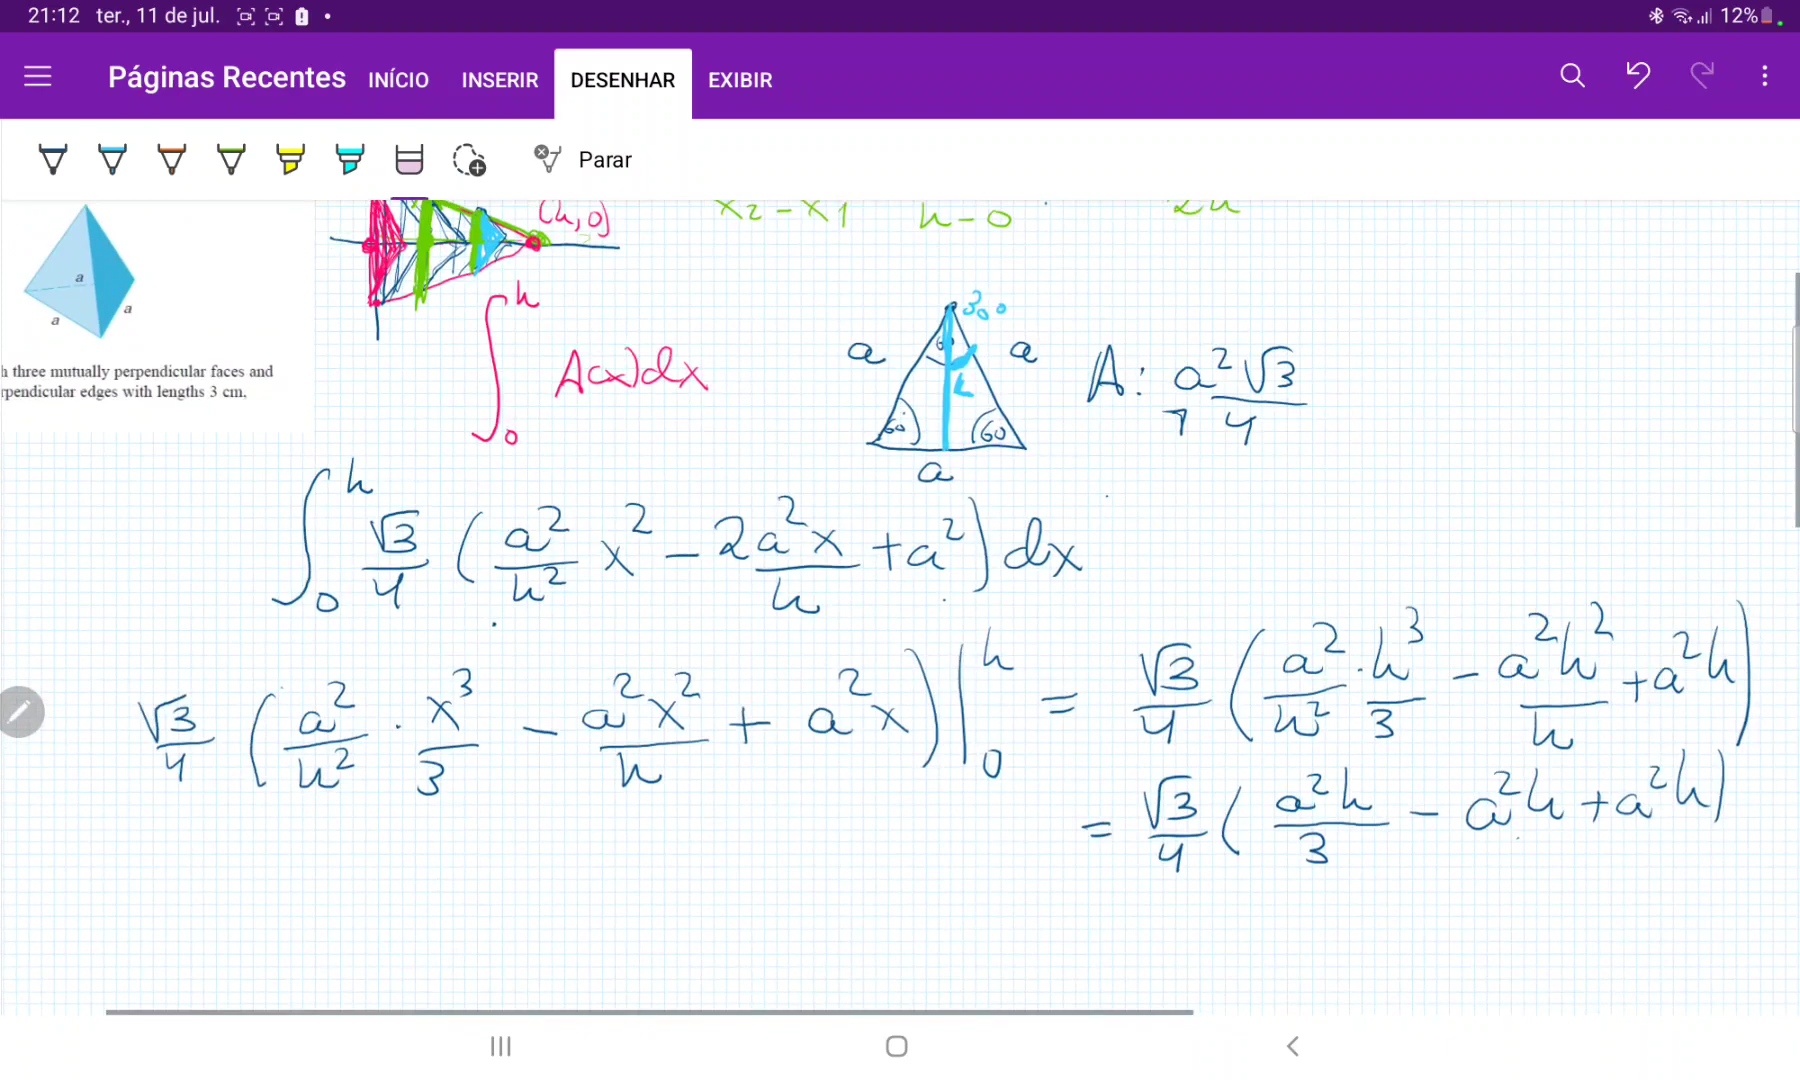 21:12 ter., 11 de jul.
12%
Páginas Recentes INÍCIO INSERIR DESENHAR EXIBIR
Parar
(h,0)
x2 - x1 h - 0 2h
a
a
a
h three mutually perpendicular faces and
rpendicular edges with lengths 3 cm,
∫₀ʰ A(x)dx
30°
a a
60 60
a
A: a²√3/4
∫₀ʰ √3/4 (a²/h² x² - 2a²x/h + a²) dx
√3/4 (a²/h² · x³/3 - a²x²/h + a²x) |₀ʰ = √3/4 (a²/h² · h³/3 - a²h²/h + a²h)
= √3/4 (a²h/3 - a²h + a²h)